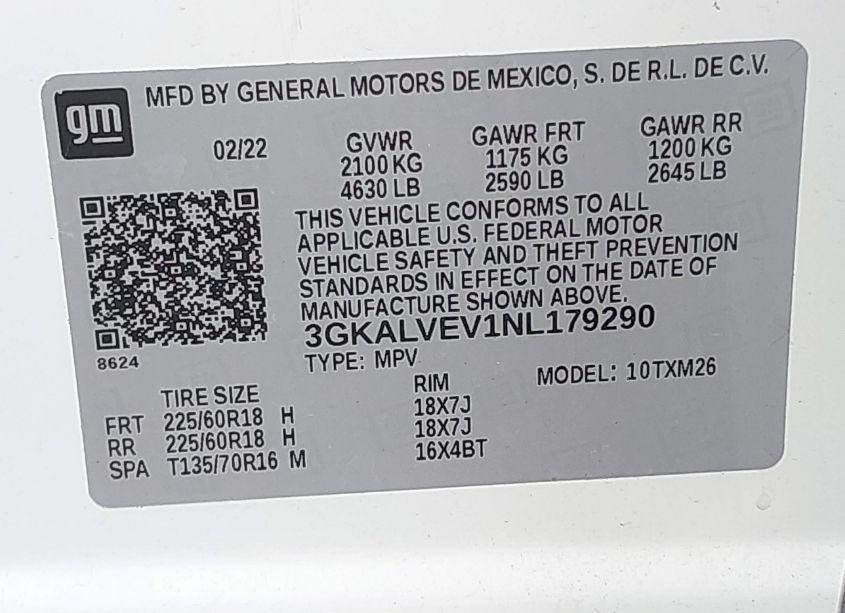 gm
MFD BY GENERAL MOTORS DE MEXICO, S. DE R.L. DE C.V.
02/22 GVWR GAWR FRT GAWR RR
2100 KG 1175 KG 1200 KG
4630 LB 2590 LB 2645 LB
THIS VEHICLE CONFORMS TO ALL
APPLICABLE U.S. FEDERAL MOTOR
VEHICLE SAFETY AND THEFT PREVENTION
STANDARDS IN EFFECT ON THE DATE OF
MANUFACTURE SHOWN ABOVE.
3GKALVEV1NL179290
8624
TYPE: MPV MODEL: 10TXM26
TIRE SIZE RIM
FRT 225/60R18 H 18X7J
RR 225/60R18 H 18X7J
SPA T135/70R16 M 16X4BT